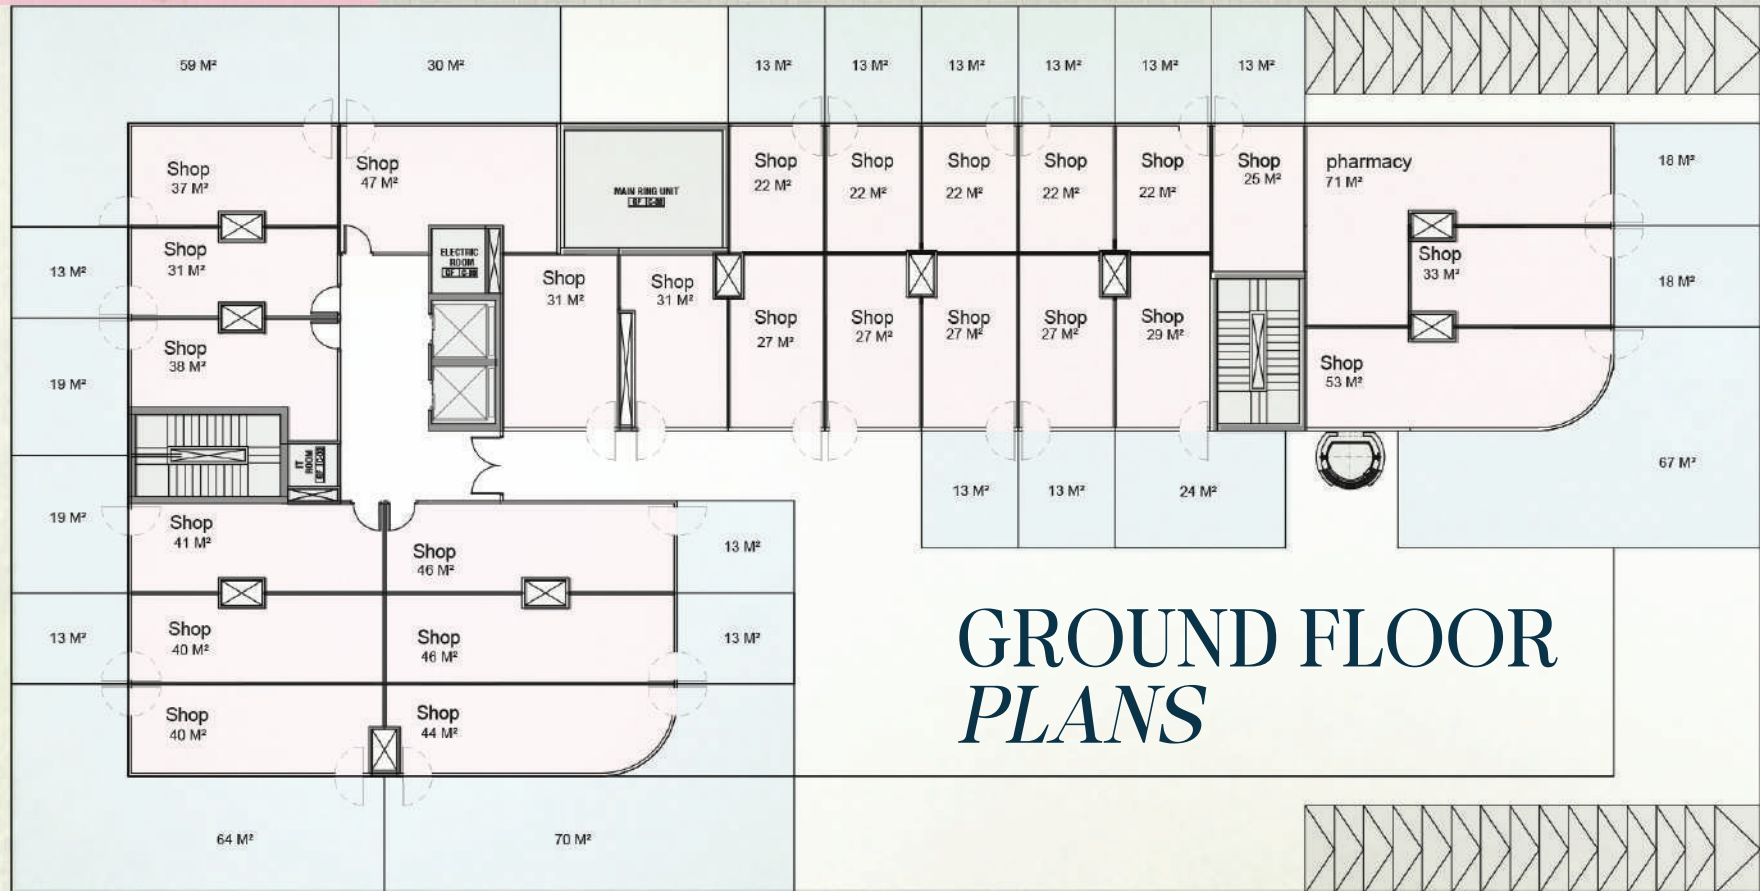 59 M²
30 M²
13 M²
13 M²
13 M²
13 M²
13 M²
13 M²
Shop
37 M²
Shop
47 M²
MAIN RING UNIT
Shop
22 M²
Shop
22 M²
Shop
22 M²
Shop
22 M²
Shop
22 M²
Shop
25 M²
pharmacy
71 M²
18 M²
13 M²
Shop
31 M²
ELECTRIC
ROOM
Shop
31 M²
Shop
31 M²
Shop
33 M²
18 M²
19 M²
Shop
38 M²
Shop
27 M²
Shop
27 M²
Shop
27 M²
Shop
27 M²
Shop
29 M²
Shop
53 M²
IT
ROOM
67 M²
13 M²
13 M²
24 M²
19 M²
Shop
41 M²
Shop
46 M²
13 M²
13 M²
Shop
40 M²
Shop
46 M²
13 M²
GROUND FLOOR
PLANS
Shop
40 M²
Shop
44 M²
64 M²
70 M²